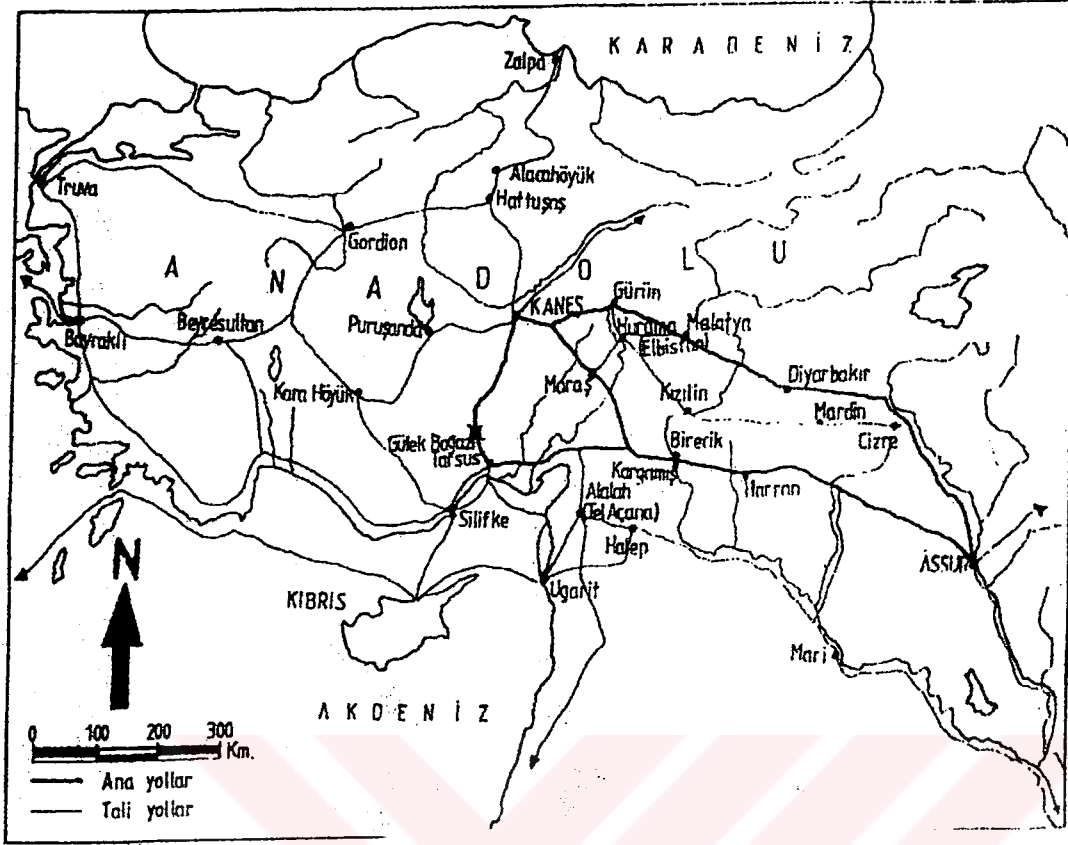 KARADENİZ
Zalpa
Alacahöyük
Hattuşaş
Truva
Gordion
ANADOLU
KANEŞ
Gürün
Hurama
(Elbistan)
Malatya
Beycesultan
Bayraklı
Puruşanda
Maraş
Diyarbakır
Kara Höyük
Kızılin
Mardin
Cizre
Gülek Boğazı
Tarsus
Birerik
Kargamış
Harran
Alalah
(Tel Açana)
Silifke
Halep
ASSUR
N
Ugarit
KIBRIS
Mari
AKDENİZ
0 100 200 300
Km.
Ana yollar
Tali yollar